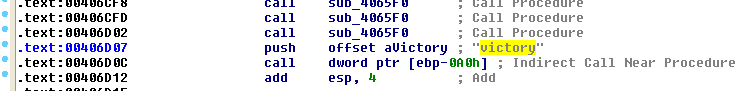 .text:00406CF8 call sub_4065F0 ; Call Procedure
.text:00406CFD call sub_4065F0 ; Call Procedure
.text:00406D02 call sub_4065F0 ; Call Procedure
.text:00406D07 push offset aVictory ; "victory"
.text:00406D0C call dword ptr [ebp-0A0h] ; Indirect Call Near Procedure
.text:00406D12 add esp, 4 ; Add